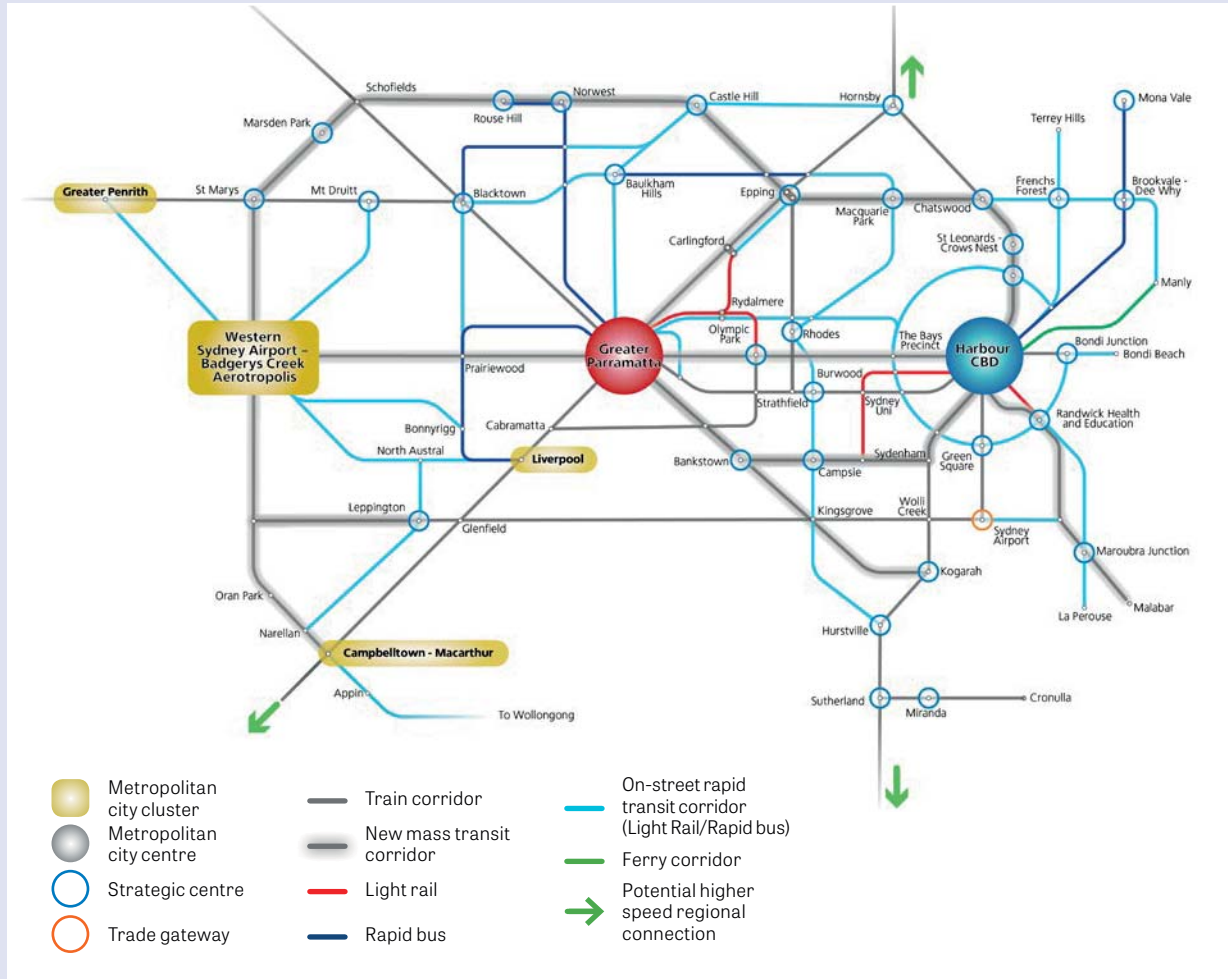 Schofields
Norwest
Castle Hill
Hornsby
Mona Vale
Rouse Hill
Marsden Park
Terrey Hills
Greater Penrith
St Marys
Mt Druitt
Blacktown
Baulkham
Hills
Epping
Macquarie
Park
Chatswood
Frenchs
Forest
Brookvale -
Dee Why
Carlingford
St Leonards -
Crows Nest
Manly
Rydalmere
Olympic
Park
Rhodes
Western
Sydney Airport –
Badgerys Creek
Aerotropolis
Prairiewood
Greater
Parramatta
The Bays
Precinct
Harbour
CBD
Bondi Junction
Bondi Beach
Burwood
Strathfield
Sydney
Uni
Bonnyrigg
Cabramatta
Randwick Health
and Education
North Austral
Liverpool
Bankstown
Campsie
Sydenham
Green
Square
Leppington
Glenfield
Kingsgrove
Wolli
Creek
Sydney
Airport
Maroubra Junction
Kogarah
Oran Park
Narellan
La Perouse
Malabar
Hurstville
Campbelltown - Macarthur
Appin
To Wollongong
Sutherland
Miranda
Cronulla
Metropolitan
city cluster
Metropolitan
city centre
Strategic centre
Trade gateway
Train corridor
New mass transit
corridor
Light rail
Rapid bus
On-street rapid
transit corridor
(Light Rail/Rapid bus)
Ferry corridor
Potential higher
speed regional
connection